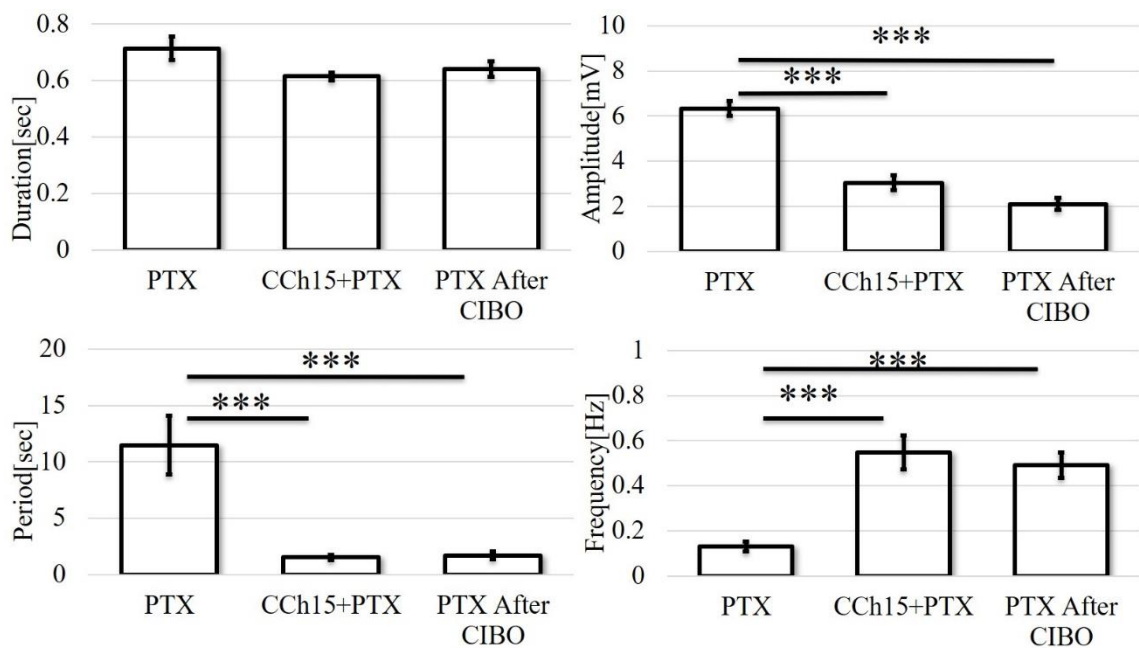 Duration[sec]
0.8
0.6
0.4
0.2
0
PTX
CCh15+PTX
PTX After
CIBO
Amplitude[mV]
10
8
6
4
2
0
***
***
PTX
CCh15+PTX
PTX After
CIBO
Period[sec]
20
15
10
5
0
***
***
PTX
CCh15+PTX
PTX After
CIBO
Frequency[Hz]
1
0.8
0.6
0.4
0.2
0
***
***
PTX
CCh15+PTX
PTX After
CIBO